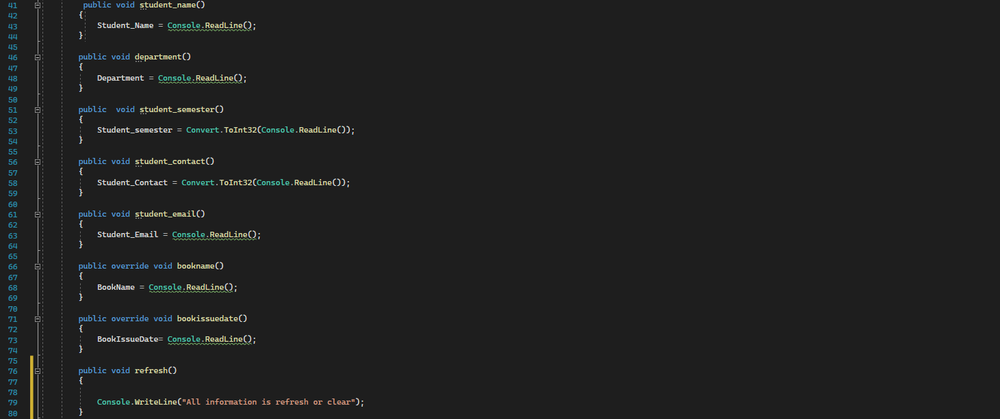 41 public void student_name()
42 {
43 Student_Name = Console.ReadLine();
44 }
45
46 public void department()
47 {
48 Department = Console.ReadLine();
49 }
50
51 public  void student_semester()
52 {
53 Student_semester = Convert.ToInt32(Console.ReadLine());
54 }
55
56 public void student_contact()
57 {
58 Student_Contact = Convert.ToInt32(Console.ReadLine());
59 }
60
61 public void student_email()
62 {
63 Student_Email = Console.ReadLine();
64 }
65
66 public override void bookname()
67 {
68 BookName = Console.ReadLine();
69 }
70
71 public override void bookissuedate()
72 {
73 BookIssueDate= Console.ReadLine();
74 }
75
76 public void refresh()
77 {
78
79 Console.WriteLine("All information is refresh or clear");
80 }